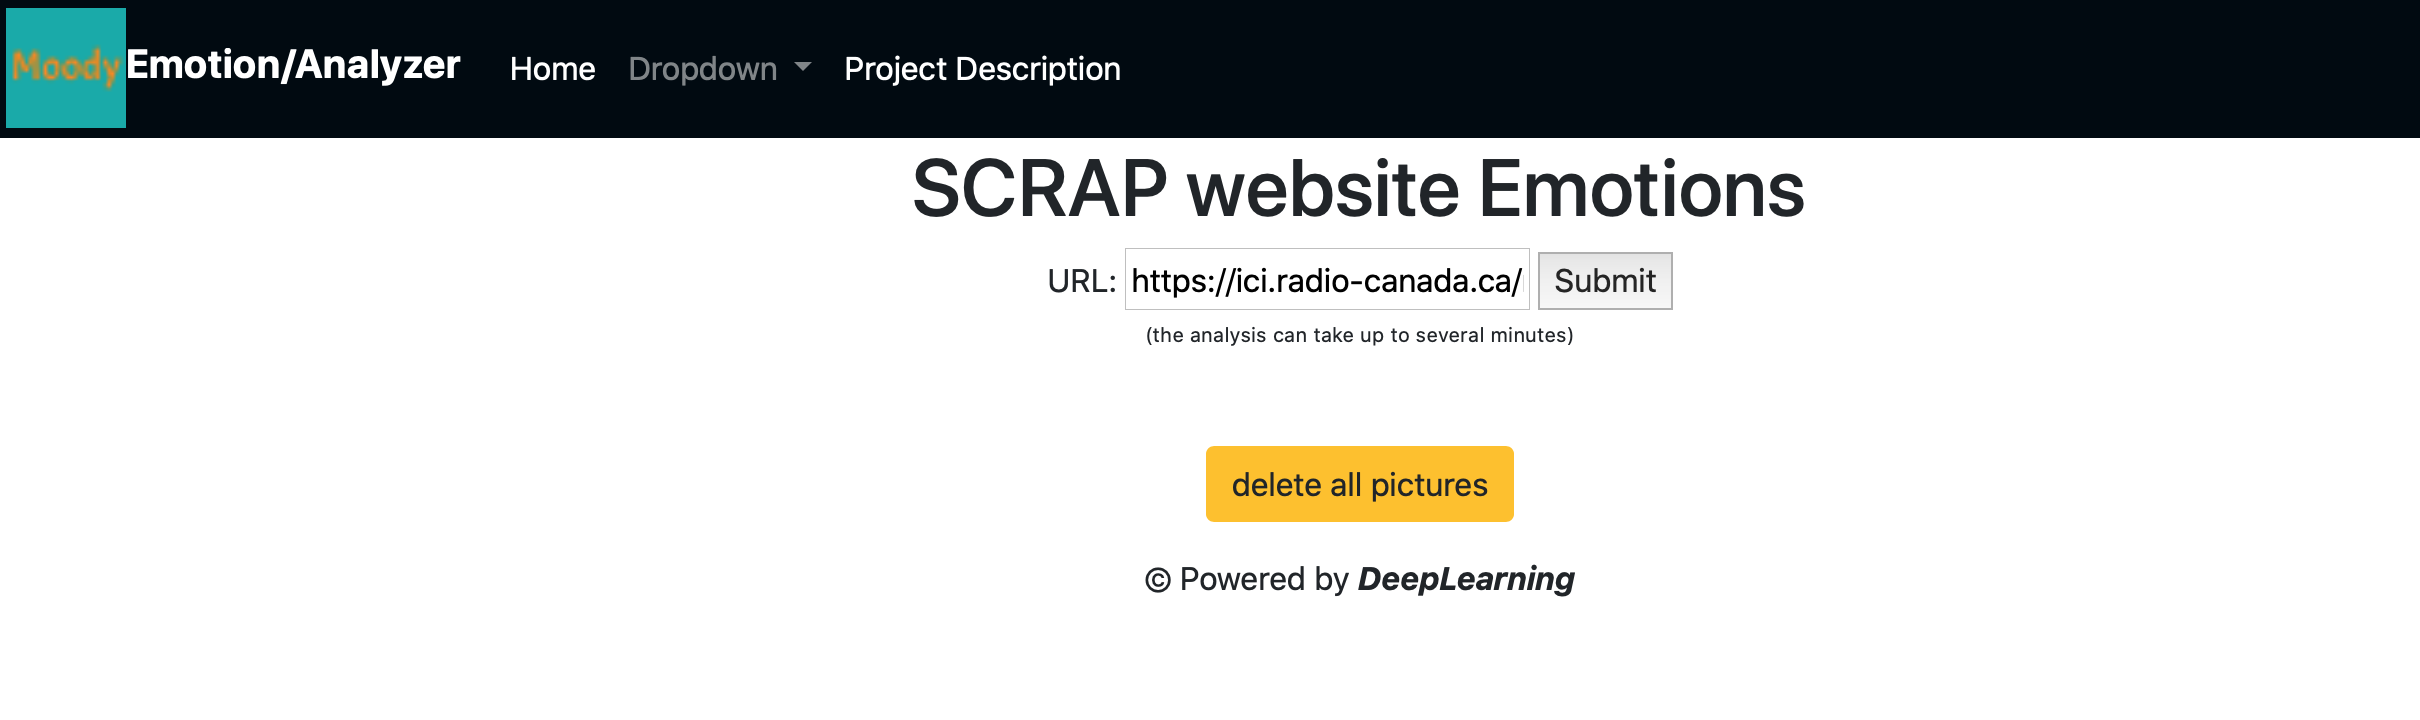 Moody Emotion/Analyzer Home Dropdown Project Description
SCRAP website Emotions
URL: https://ici.radio-canada.ca/ Submit
(the analysis can take up to several minutes)
delete all pictures
© Powered by DeepLearning